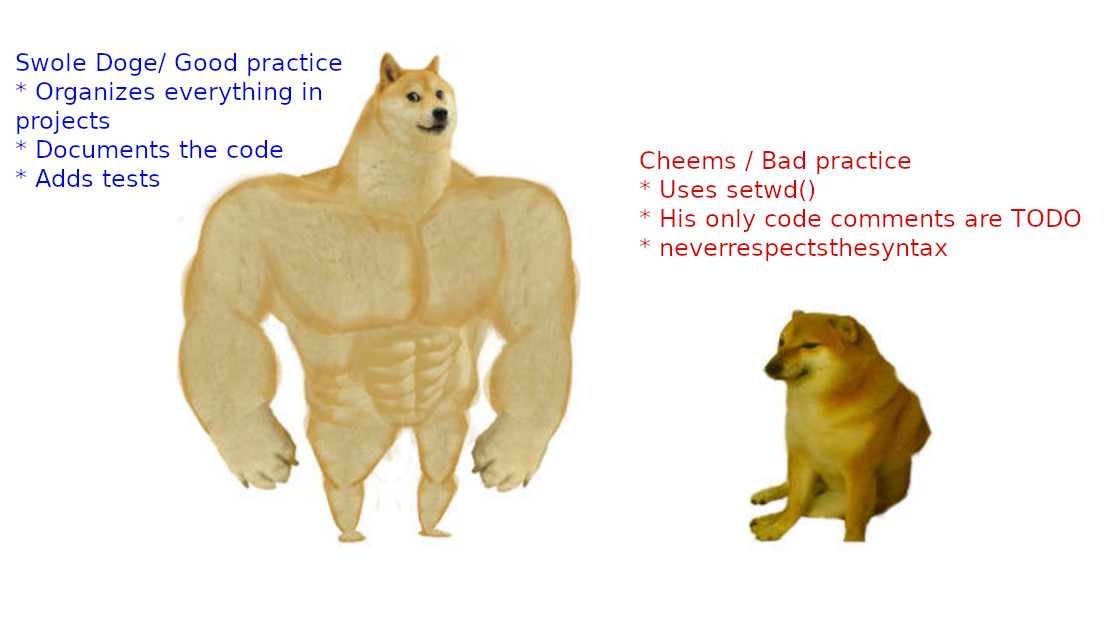 Swole Doge/ Good practice
* Organizes everything in
projects
* Documents the code
* Adds tests
Cheems / Bad practice
* Uses setwd()
* His only code comments are TODO
* neverrespectsthesyntax